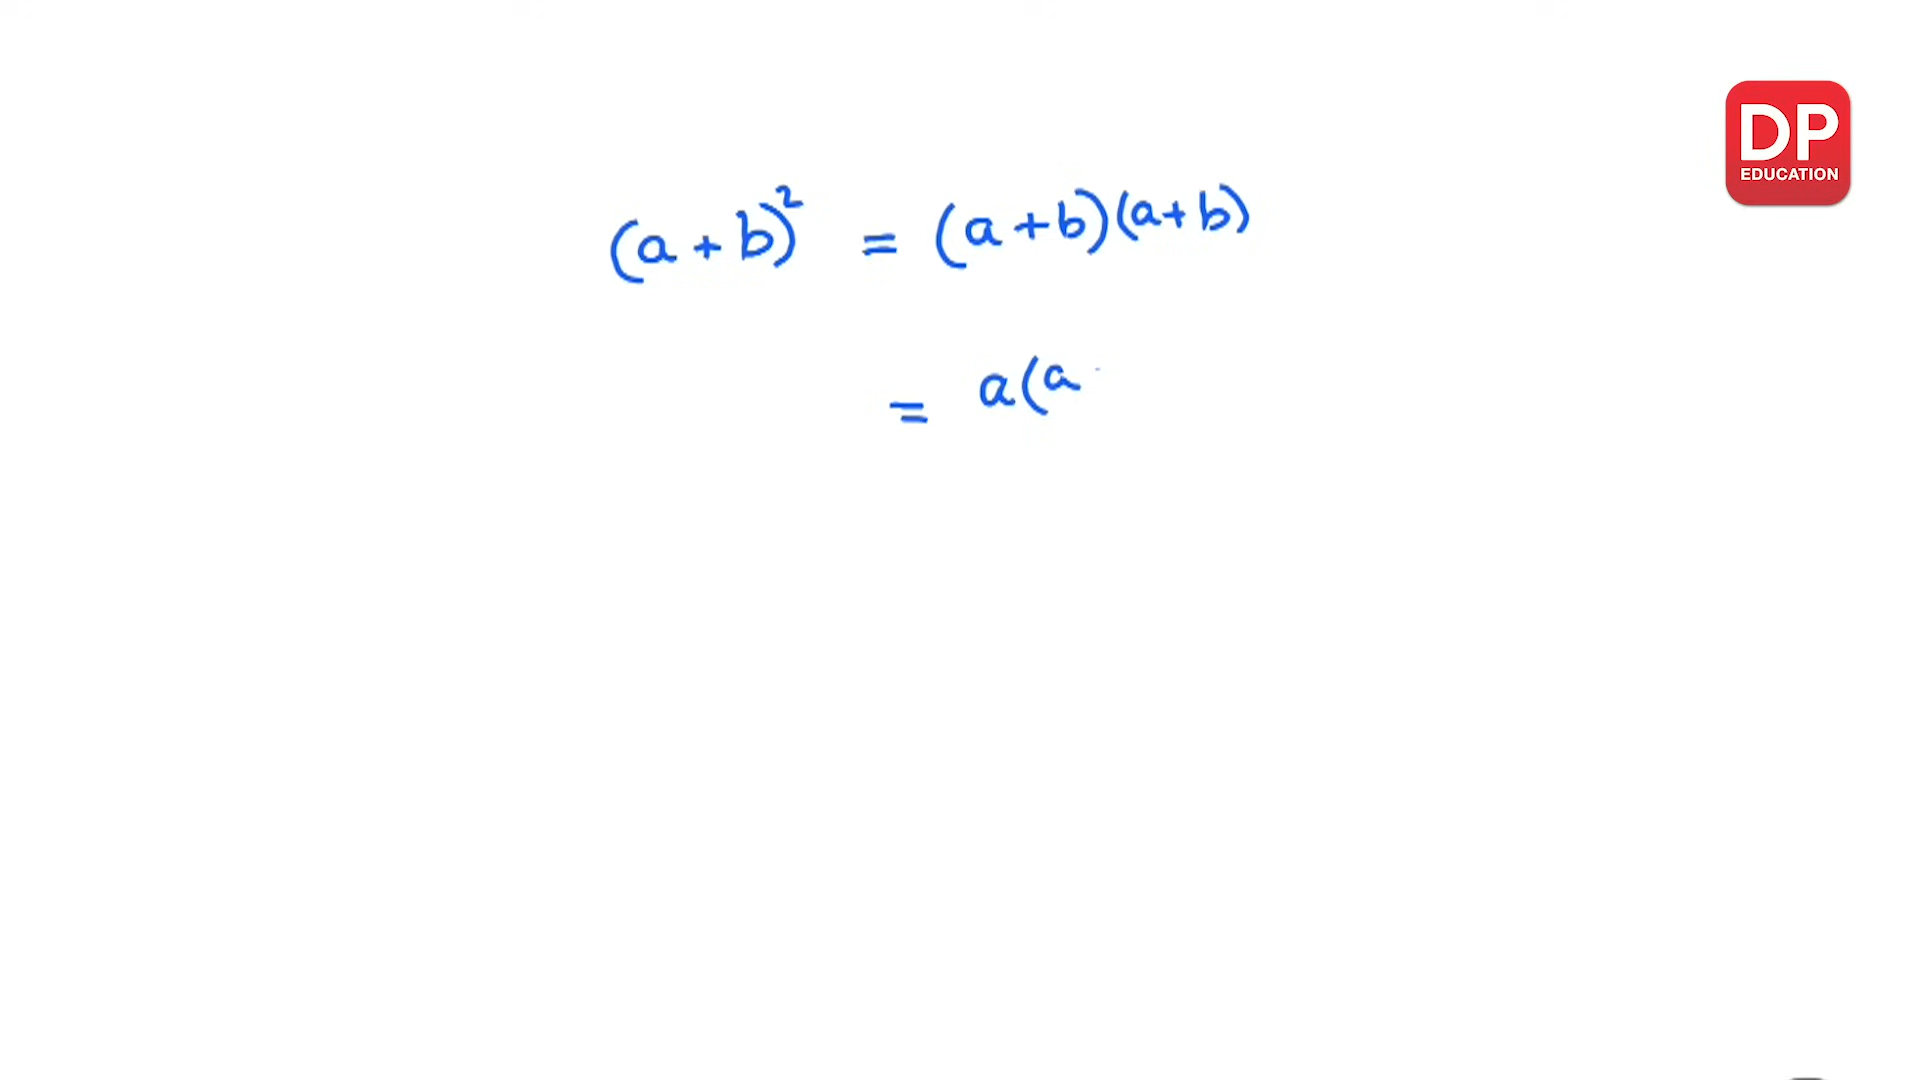 DP
EDUCATION
(a + b)² = (a + b)(a + b)
= a(a